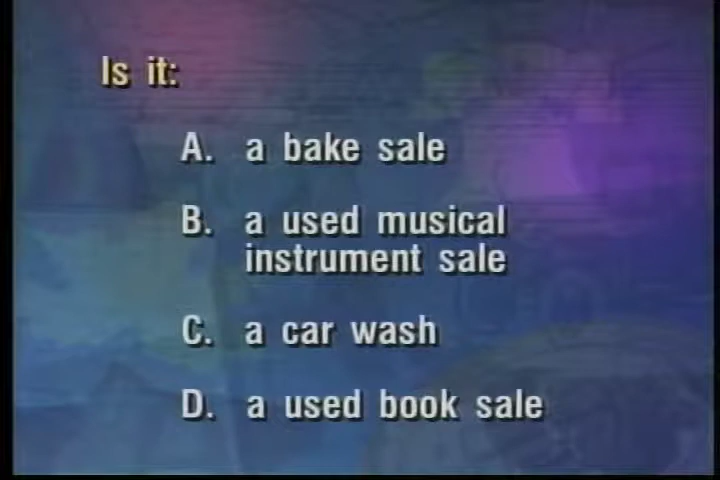 Is it:
A. a bake sale
B. a used musical
instrument sale
C. a car wash
D. a used book sale